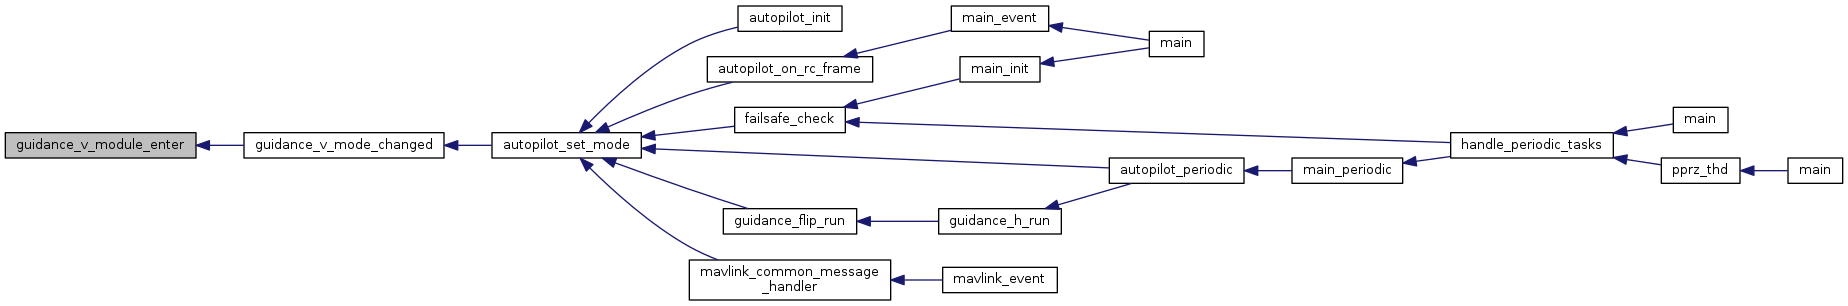 guidance_v_module_enter
guidance_v_mode_changed
autopilot_set_mode
autopilot_init
autopilot_on_rc_frame
main_event
main
failsafe_check
main_init
handle_periodic_tasks
main
pprz_thd
main
autopilot_periodic
main_periodic
guidance_flip_run
guidance_h_run
mavlink_common_message
_handler
mavlink_event